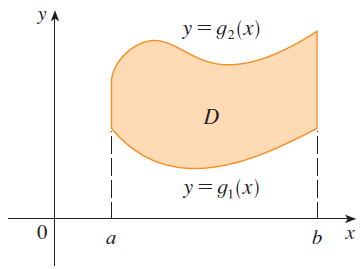 y
y = g₂(x)
D
y = g₁(x)
0
a
b
x